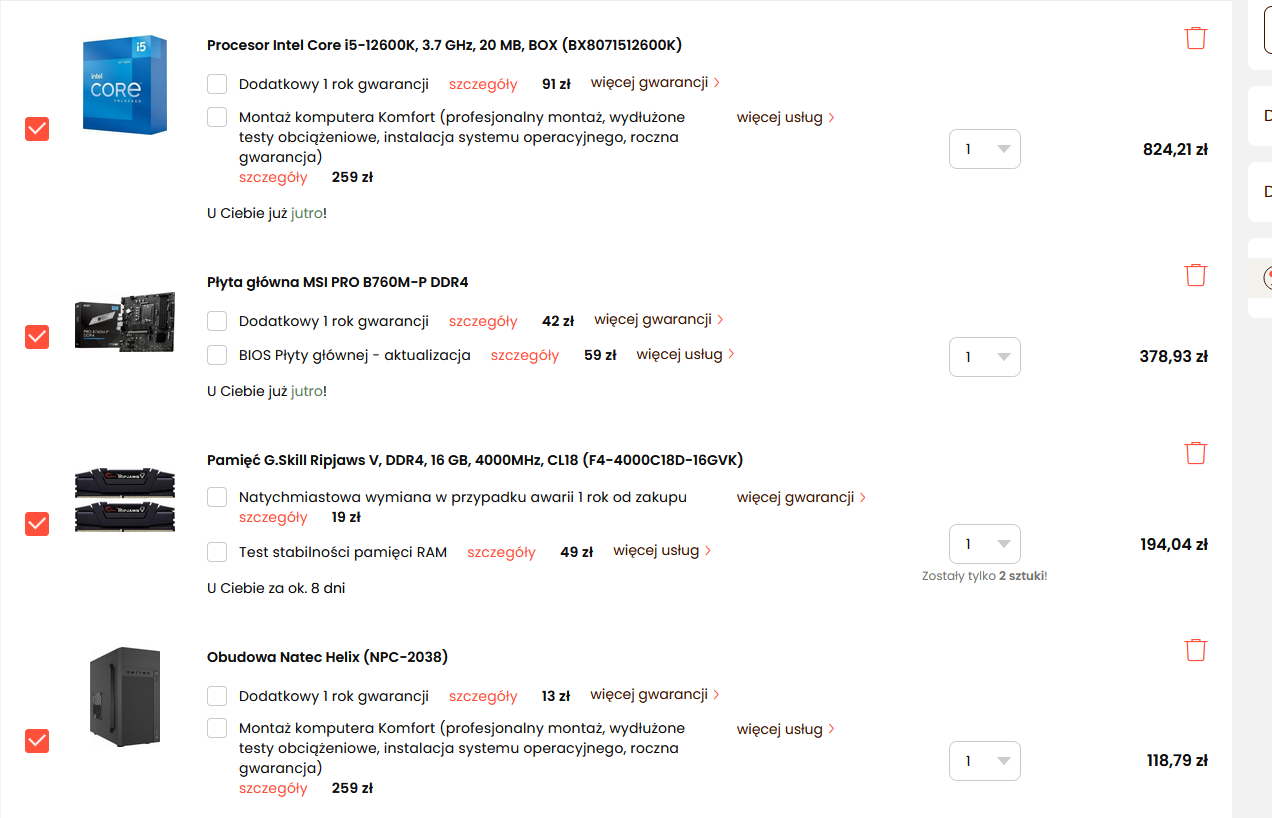 i5
intel
CORE
UNLOCKED
Procesor Intel Core i5-12600K, 3.7 GHz, 20 MB, BOX (BX8071512600K)
Dodatkowy 1 rok gwarancji szczegóły 91 zł więcej gwarancji
Montaż komputera Komfort (profesjonalny montaż, wydłużone
testy obciążeniowe, instalacja systemu operacyjnego, roczna
gwarancja)
więcej usług
szczegóły 259 zł
1
824,21 zł
U Ciebie już jutro!
Płyta główna MSI PRO B760M-P DDR4
Dodatkowy 1 rok gwarancji szczegóły 42 zł więcej gwarancji
BIOS Płyty głównej - aktualizacja szczegóły 59 zł więcej usług
1
378,93 zł
U Ciebie już jutro!
Pamięć G.Skill Ripjaws V, DDR4, 16 GB, 4000MHz, CL18 (F4-4000C18D-16GVK)
Natychmiastowa wymiana w przypadku awarii 1 rok od zakupu więcej gwarancji
szczegóły 19 zł
Test stabilności pamięci RAM szczegóły 49 zł więcej usług
1
194,04 zł
Zostały tylko 2 sztuki!
U Ciebie za ok. 8 dni
Obudowa Natec Helix (NPC-2038)
Dodatkowy 1 rok gwarancji szczegóły 13 zł więcej gwarancji
Montaż komputera Komfort (profesjonalny montaż, wydłużone
testy obciążeniowe, instalacja systemu operacyjnego, roczna
gwarancja)
więcej usług
szczegóły 259 zł
1
118,79 zł